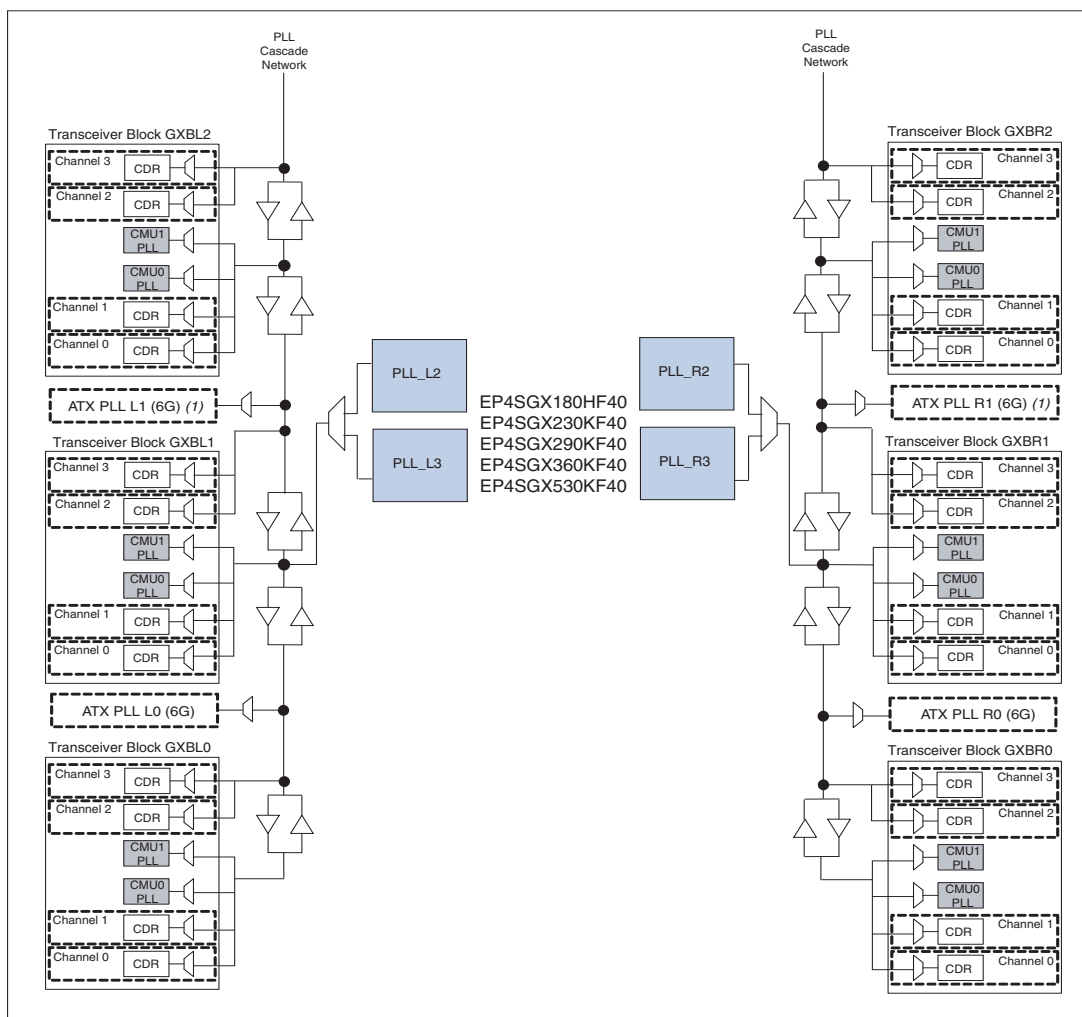 PLL
Cascade
Network
Transceiver Block GXBL2
Channel 3
CDR
Channel 2
CDR
CMU1
PLL
CMU0
PLL
Channel 1
CDR
Channel 0
CDR
ATX PLL L1 (6G) (1)
Transceiver Block GXBL1
Channel 3
CDR
Channel 2
CDR
CMU1
PLL
CMU0
PLL
Channel 1
CDR
Channel 0
CDR
ATX PLL L0 (6G)
Transceiver Block GXBL0
Channel 3
CDR
Channel 2
CDR
CMU1
PLL
CMU0
PLL
Channel 1
CDR
Channel 0
CDR
PLL_L2
PLL_L3
EP4SGX180HF40
EP4SGX230KF40
EP4SGX290KF40
EP4SGX360KF40
EP4SGX530KF40
PLL_R2
PLL_R3
PLL
Cascade
Network
Transceiver Block GXBR2
Channel 3
CDR
Channel 2
CDR
CMU1
PLL
CMU0
PLL
Channel 1
CDR
Channel 0
CDR
ATX PLL R1 (6G) (1)
Transceiver Block GXBR1
Channel 3
CDR
Channel 2
CDR
CMU1
PLL
CMU0
PLL
Channel 1
CDR
Channel 0
CDR
ATX PLL R0 (6G)
Transceiver Block GXBR0
Channel 3
CDR
Channel 2
CDR
CMU1
PLL
CMU0
PLL
Channel 1
CDR
Channel 0
CDR